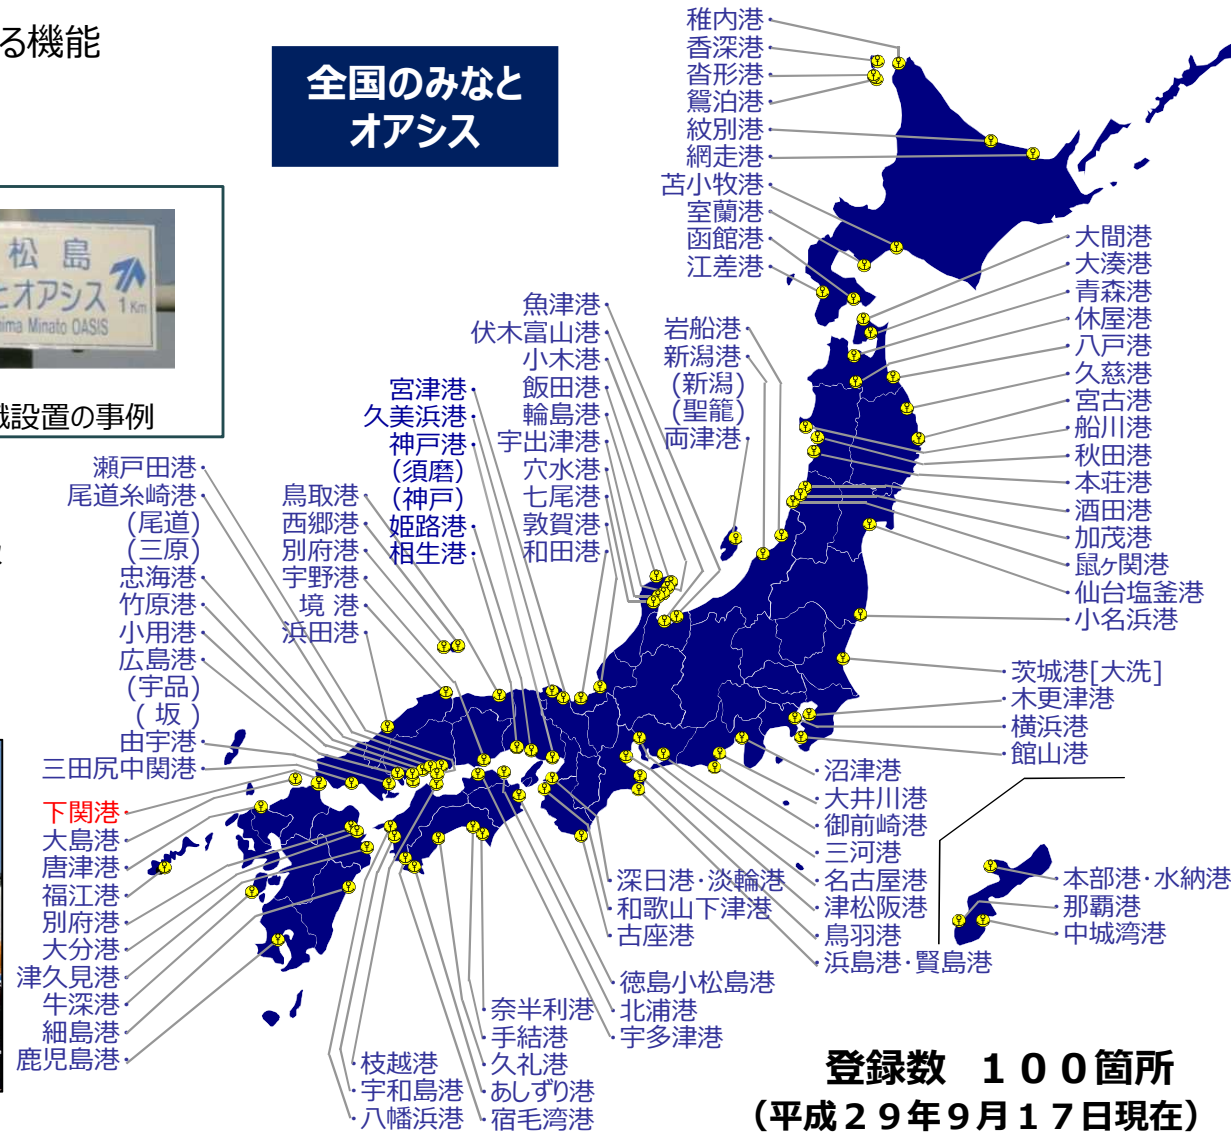 る機能
全国のみなと
オアシス
松島
とオアシス
1Km
ima Minato OASIS
設置の事例
稚内港
香深港
沓形港
鴛泊港
紋別港
網走港
苫小牧港
室蘭港
函館港
江差港
大間港
大湊港
青森港
休屋港
八戸港
久慈港
宮古港
船川港
秋田港
本荘港
酒田港
加茂港
鼠ヶ関港
仙台塩釜港
小名浜港
茨城港[大洗]
木更津港
横浜港
館山港
岩船港
新潟港
(新潟)
(聖籠)
両津港
魚津港
伏木富山港
小木港
飯田港
輪島港
宇出津港
穴水港
七尾港
敦賀港
和田港
宮津港
久美浜港
神戸港
(須磨)
(神戸)
姫路港
相生港
鳥取港
西郷港
別府港
宇野港
境 港
浜田港
瀬戸田港
尾道糸崎港
(尾道)
(三原)
忠海港
竹原港
小用港
広島港
(宇品)
( 坂 )
由宇港
三田尻中関港
下関港
大島港
唐津港
福江港
別府港
大分港
津久見港
牛深港
細島港
鹿児島港
沼津港
大井川港
御前崎港
三河港
名古屋港
津松阪港
鳥羽港
浜島港・賢島港
深日港・淡輪港
和歌山下津港
古座港
徳島小松島港
北浦港
宇多津港
奈半利港
手結港
久礼港
あしずり港
宿毛湾港
枝越港
宇和島港
八幡浜港
本部港・水納港
那覇港
中城湾港
登録数 １００箇所
（平成２９年９月１７日現在）